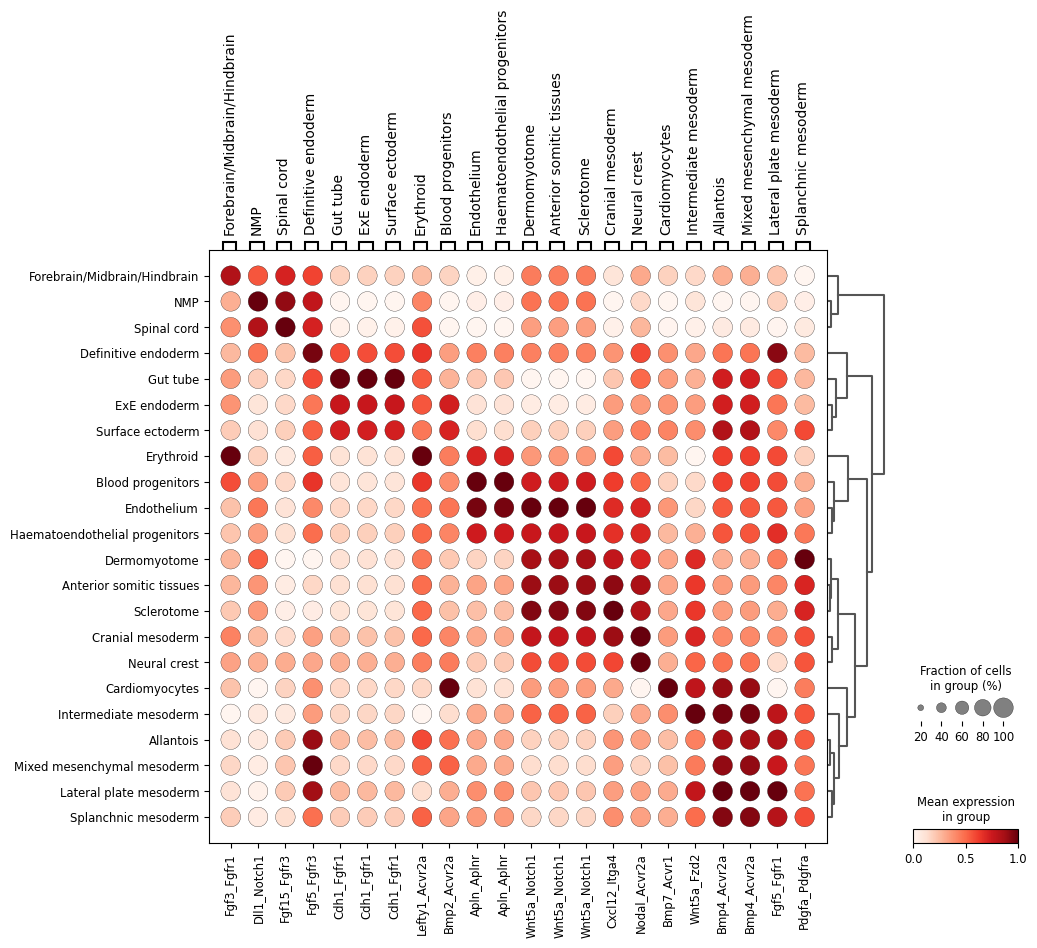 Forebrain/Midbrain/Hindbrain
NMP
Spinal cord
Definitive endoderm
Gut tube
ExE endoderm
Surface ectoderm
Erythroid
Blood progenitors
Endothelium
Haematoendothelial progenitors
Dermomyotome
Anterior somitic tissues
Sclerotome
Cranial mesoderm
Neural crest
Cardiomyocytes
Intermediate mesoderm
Allantois
Mixed mesenchymal mesoderm
Lateral plate mesoderm
Splanchnic mesoderm
Forebrain/Midbrain/Hindbrain
NMP
Spinal cord
Definitive endoderm
Gut tube
ExE endoderm
Surface ectoderm
Erythroid
Blood progenitors
Endothelium
Haematoendothelial progenitors
Dermomyotome
Anterior somitic tissues
Sclerotome
Cranial mesoderm
Neural crest
Cardiomyocytes
Intermediate mesoderm
Allantois
Mixed mesenchymal mesoderm
Lateral plate mesoderm
Splanchnic mesoderm
Fgf3_Fgfr1
Dll1_Notch1
Fgf15_Fgfr3
Fgf5_Fgfr3
Cdh1_Fgfr1
Cdh1_Fgfr1
Cdh1_Fgfr1
Lefty1_Acvr2a
Bmp2_Acvr2a
Apln_Aplnr
Apln_Aplnr
Wnt5a_Notch1
Wnt5a_Notch1
Wnt5a_Notch1
Cxcl12_Itga4
Nodal_Acvr2a
Bmp7_Acvr1
Wnt5a_Fzd2
Bmp4_Acvr2a
Bmp4_Acvr2a
Fgf5_Fgfr1
Pdgfa_Pdgfra
Fraction of cells
in group (%)
20 40 60 80 100
Mean expression
in group
0.0 0.5 1.0